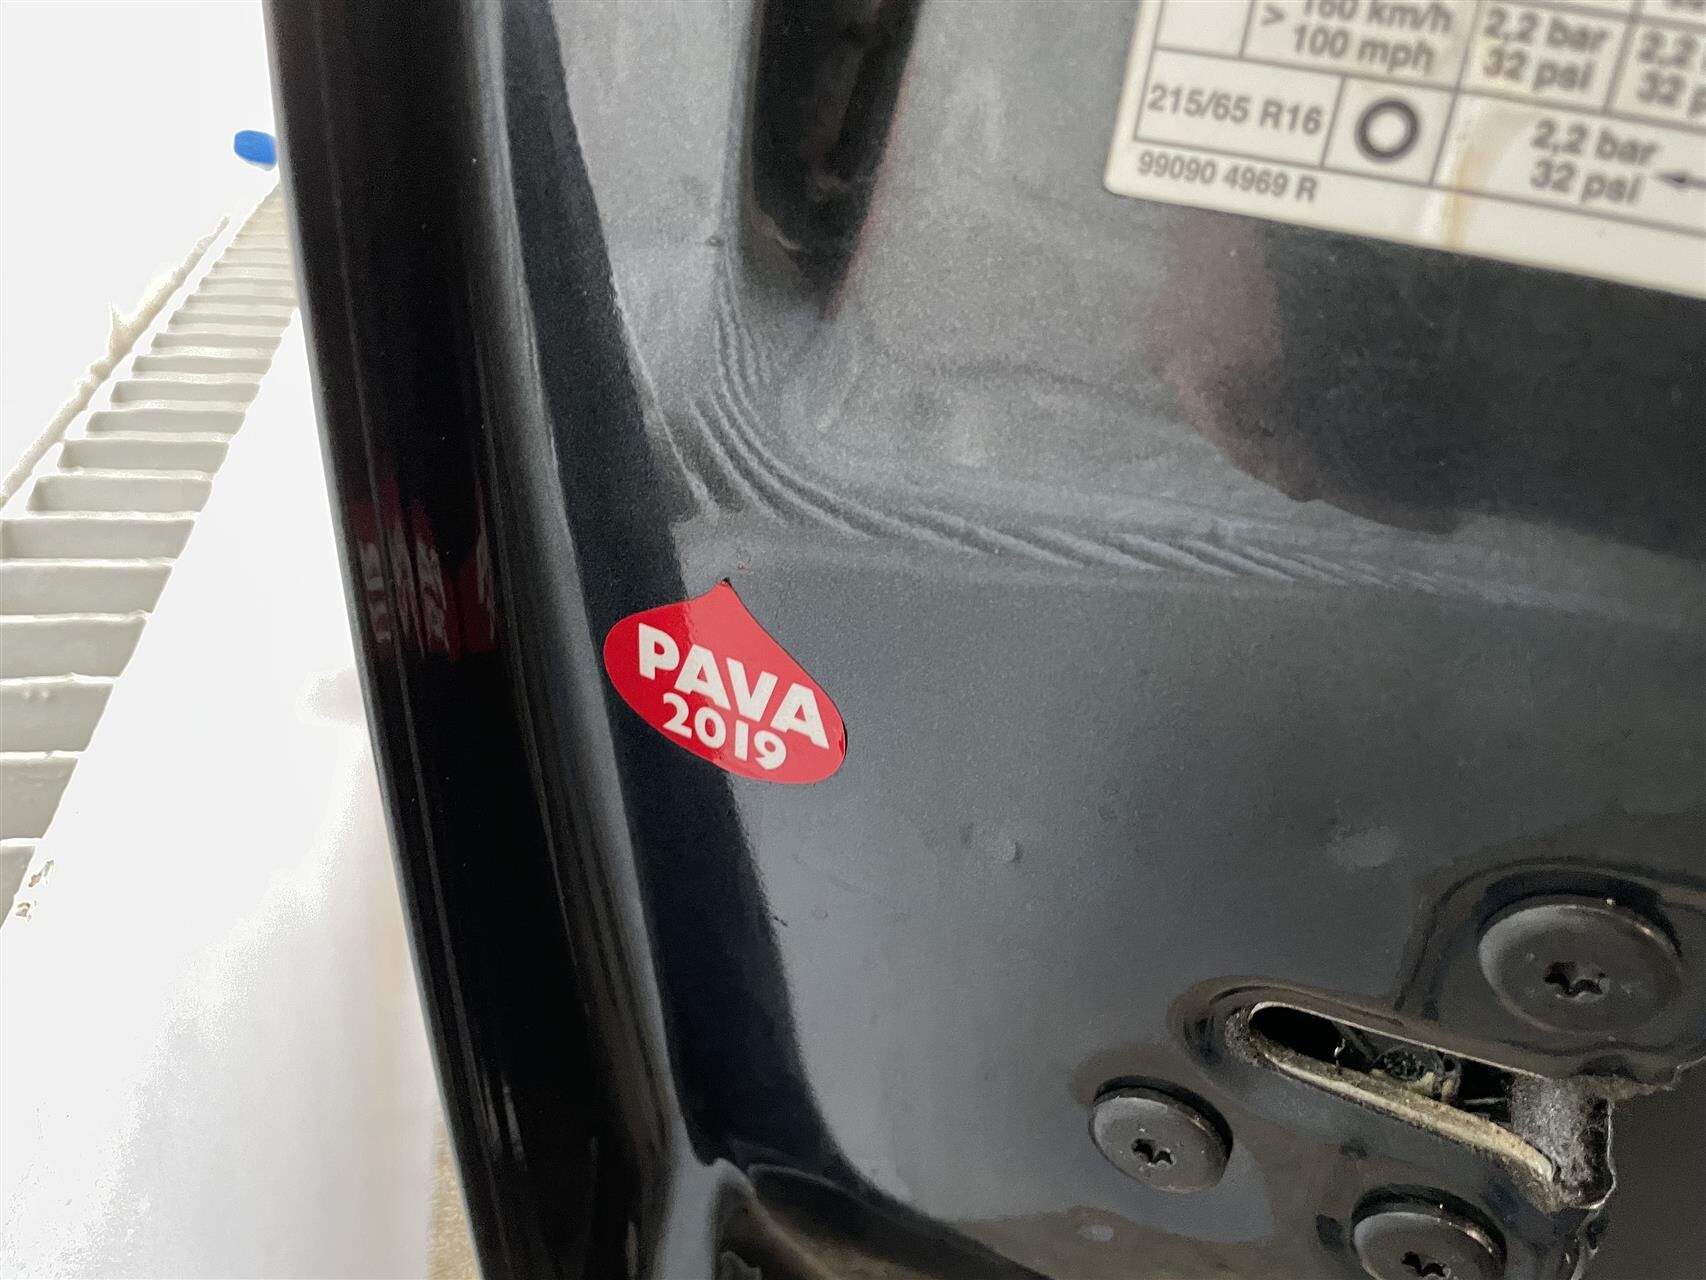 > 160 km/h
100 mph
2,2 bar
32 psi
215/65 R16
2,2 bar
32 psi
99090 4969 R
PAVA
2019